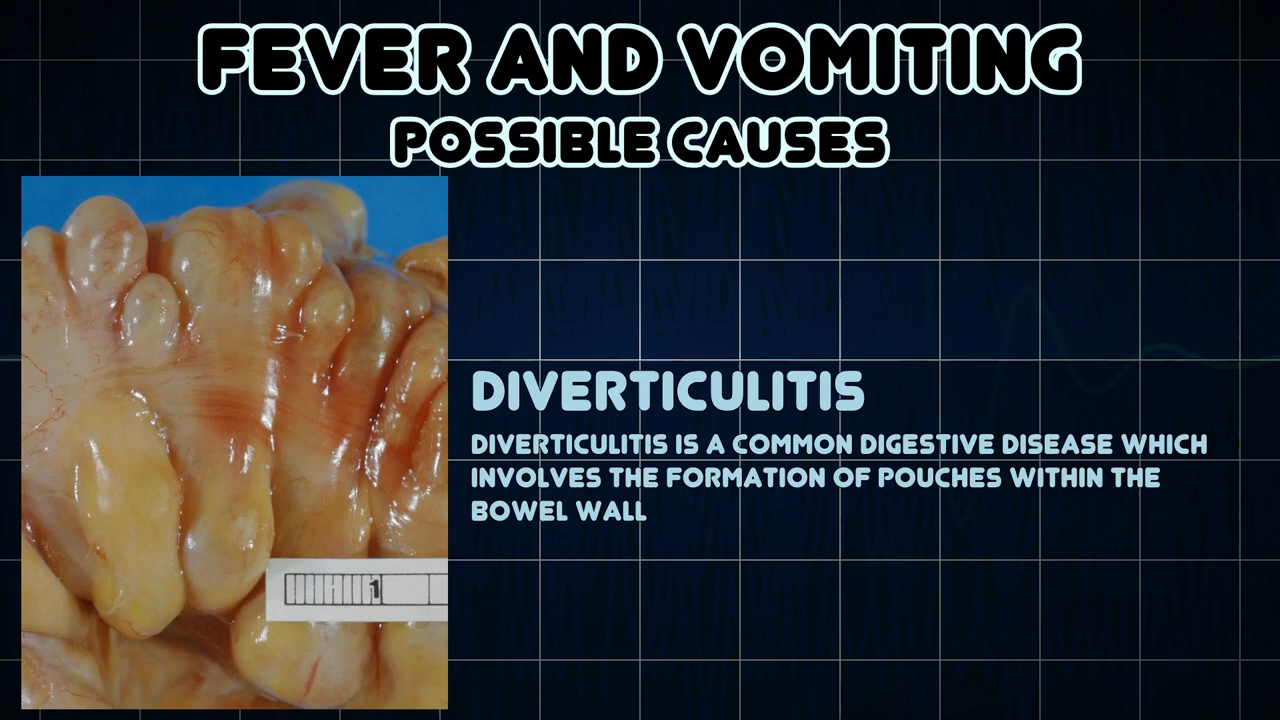 FEVER AND VOMITING
POSSIBLE CAUSES
DIVERTICULITIS
DIVERTICULITIS IS A COMMON DIGESTIVE DISEASE WHICH
INVOLVES THE FORMATION OF POUCHES WITHIN THE
BOWEL WALL
1